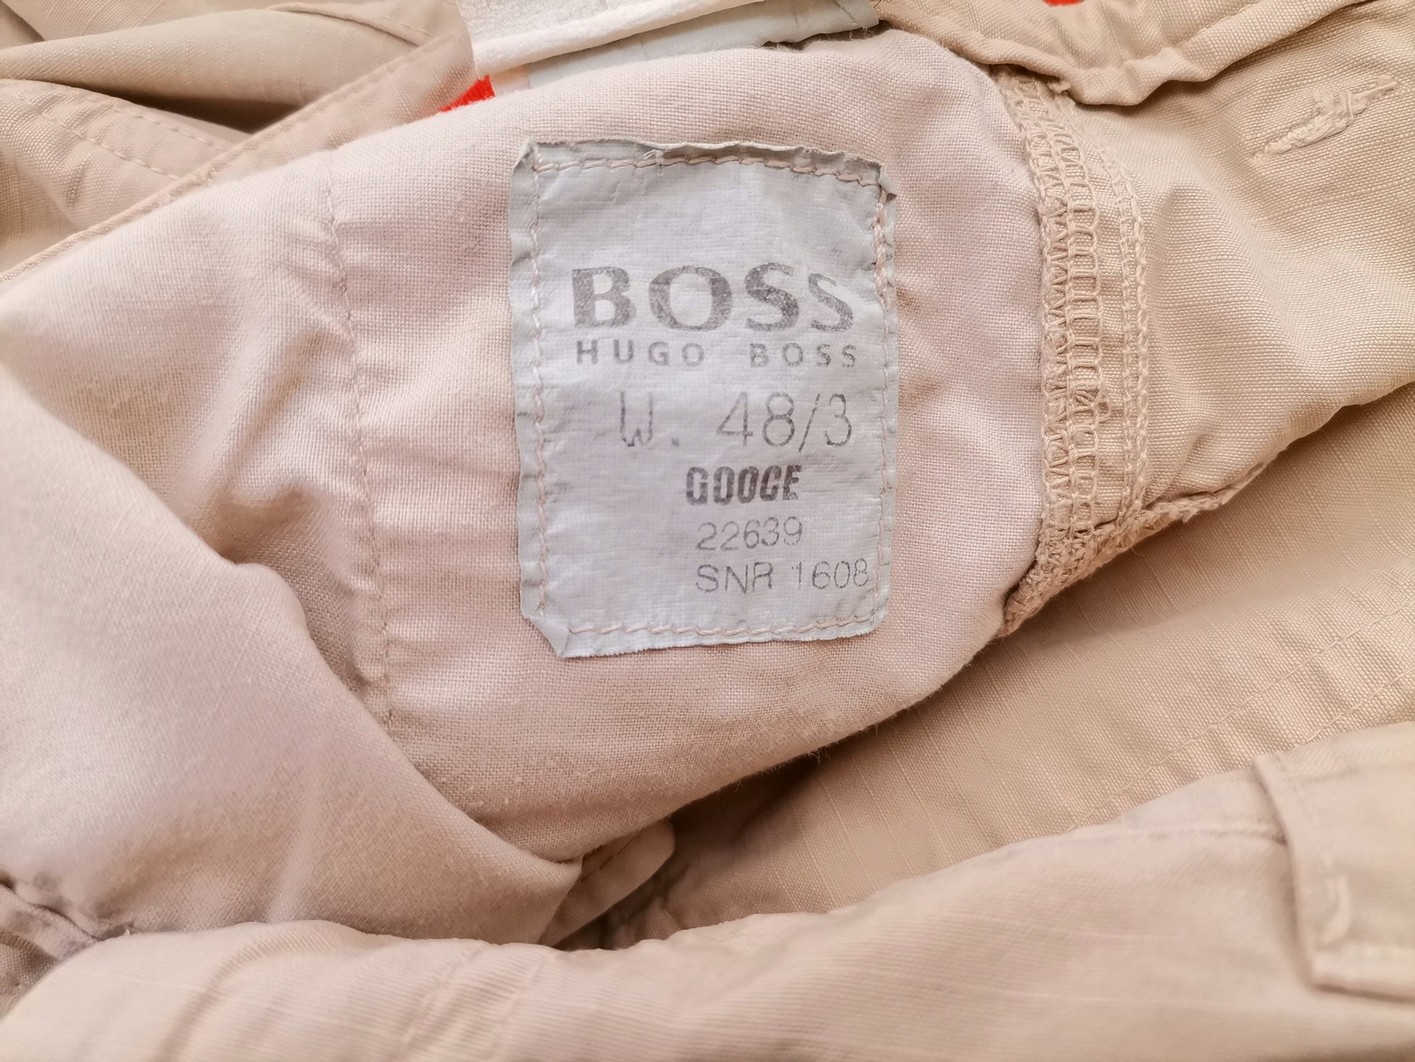 BOSS
HUGO BOSS
W. 48/3
GOOGE
22639
SNR 1608